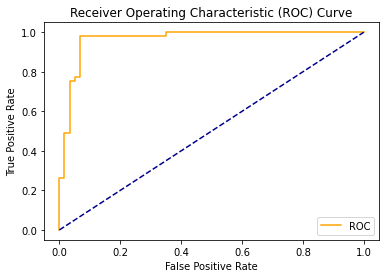 Receiver Operating Characteristic (ROC) Curve
1.0
0.8
0.6
0.4
0.2
0.0
True Positive Rate
ROC
0.0 0.2 0.4 0.6 0.8 1.0
False Positive Rate